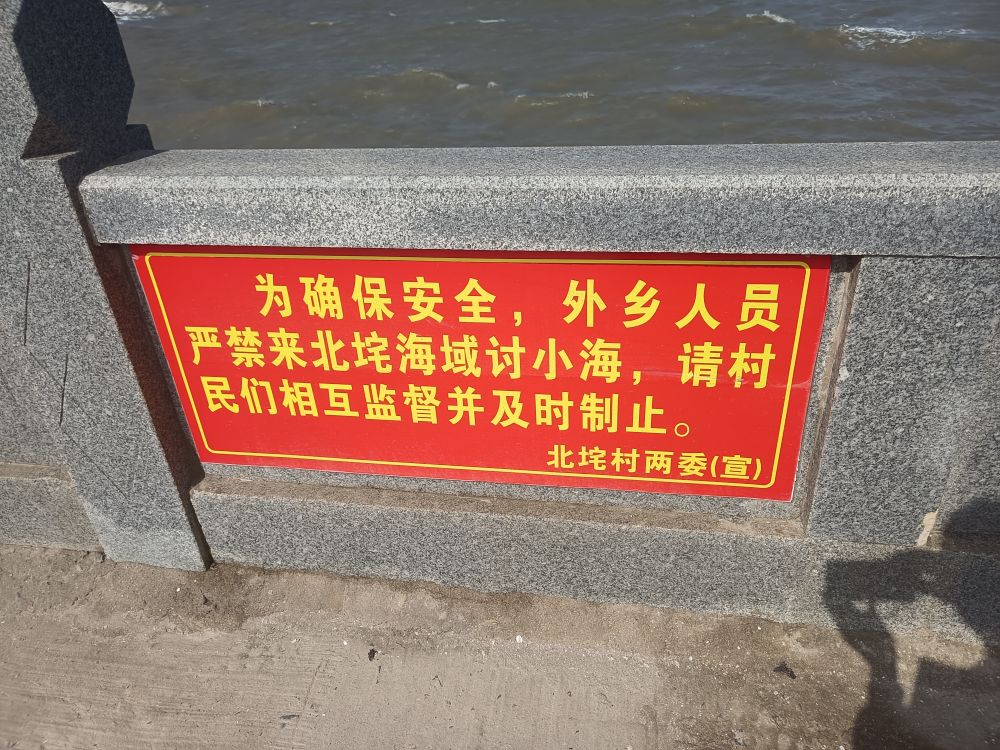 为确保安全，外乡人员
严禁来北垞海域讨小海，请村
民们相互监督并及时制止。
北垞村两委(宣)